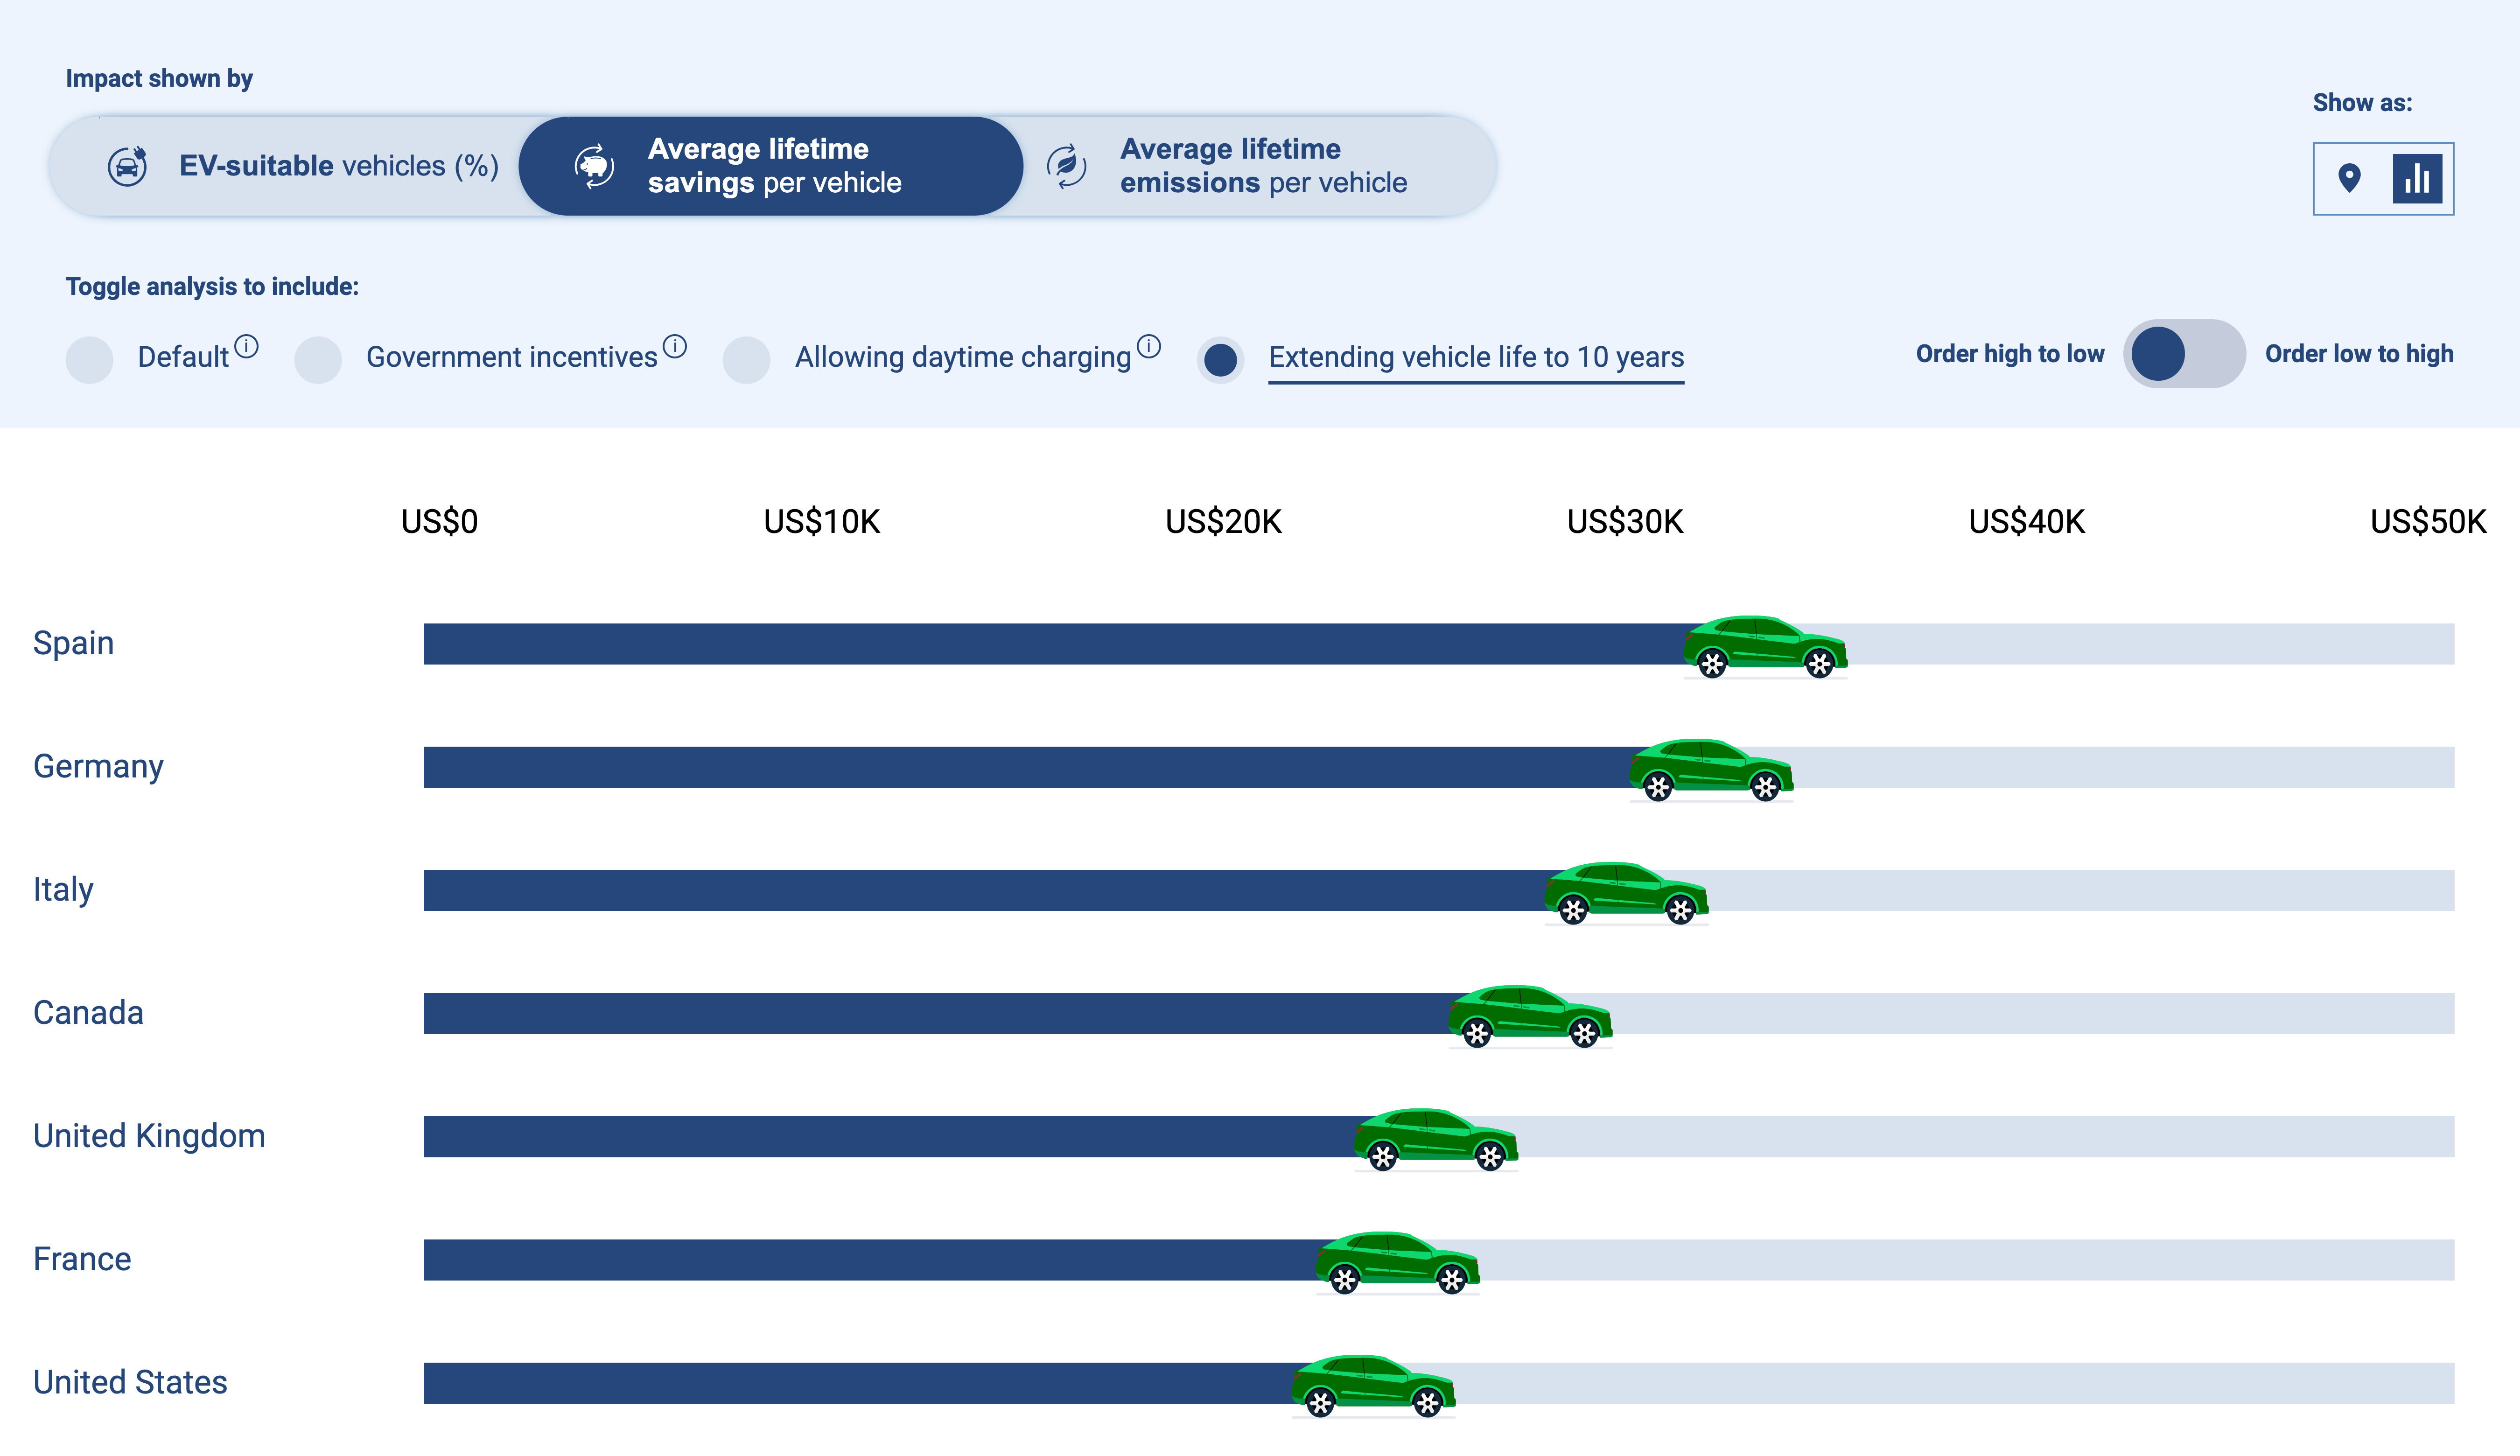 Impact shown by
Show as:
EV-suitable vehicles (%)
Average lifetime
savings per vehicle
Average lifetime
emissions per vehicle
Toggle analysis to include:
Default i
Government incentives i
Allowing daytime charging i
Extending vehicle life to 10 years
Order high to low
Order low to high
US$0
US$10K
US$20K
US$30K
US$40K
US$50K
Spain
Germany
Italy
Canada
United Kingdom
France
United States